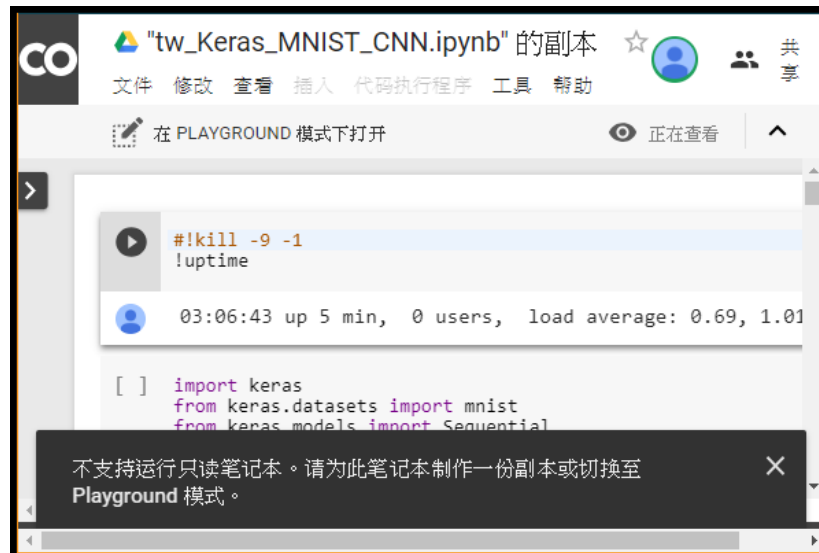 CO "tw_Keras_MNIST_CNN.ipynb" 的副本
共享
文件 修改 查看 插入 代码执行程序 工具 帮助
在 PLAYGROUND 模式下打开 正在查看
#!kill -9 -1
!uptime
03:06:43 up 5 min, 0 users, load average: 0.69, 1.01
[ ] import keras
from keras.datasets import mnist
from keras.models import Sequential
不支持运行只读笔记本。请为此笔记本制作一份副本或切换至
Playground 模式。